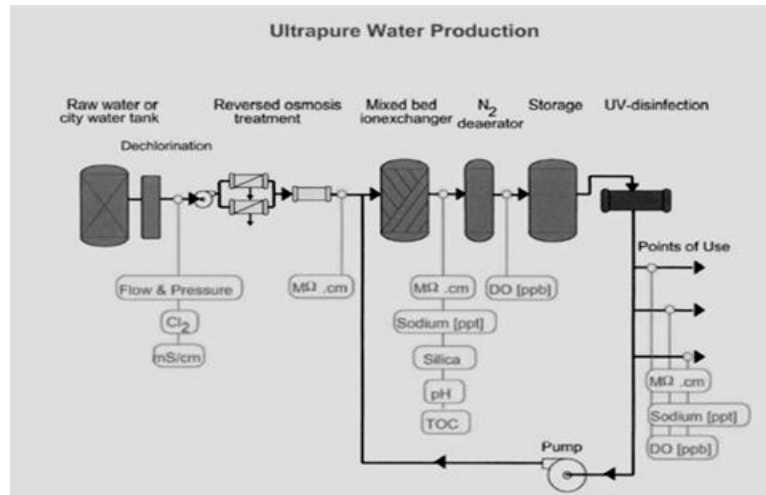 Ultrapure Water Production
Raw water or
city water tank
Dechlorination
Reversed osmosis
treatment
Mixed bed
ionexchanger
N2
deaerator
Storage
UV-disinfection
Points of Use
Flow & Pressure
Cl2
mS/cm
MΩ .cm
MΩ .cm
Sodium [ppt]
Silica
pH
TOC
DO [ppb]
MΩ .cm
Sodium [ppt]
DO [ppb]
Pump